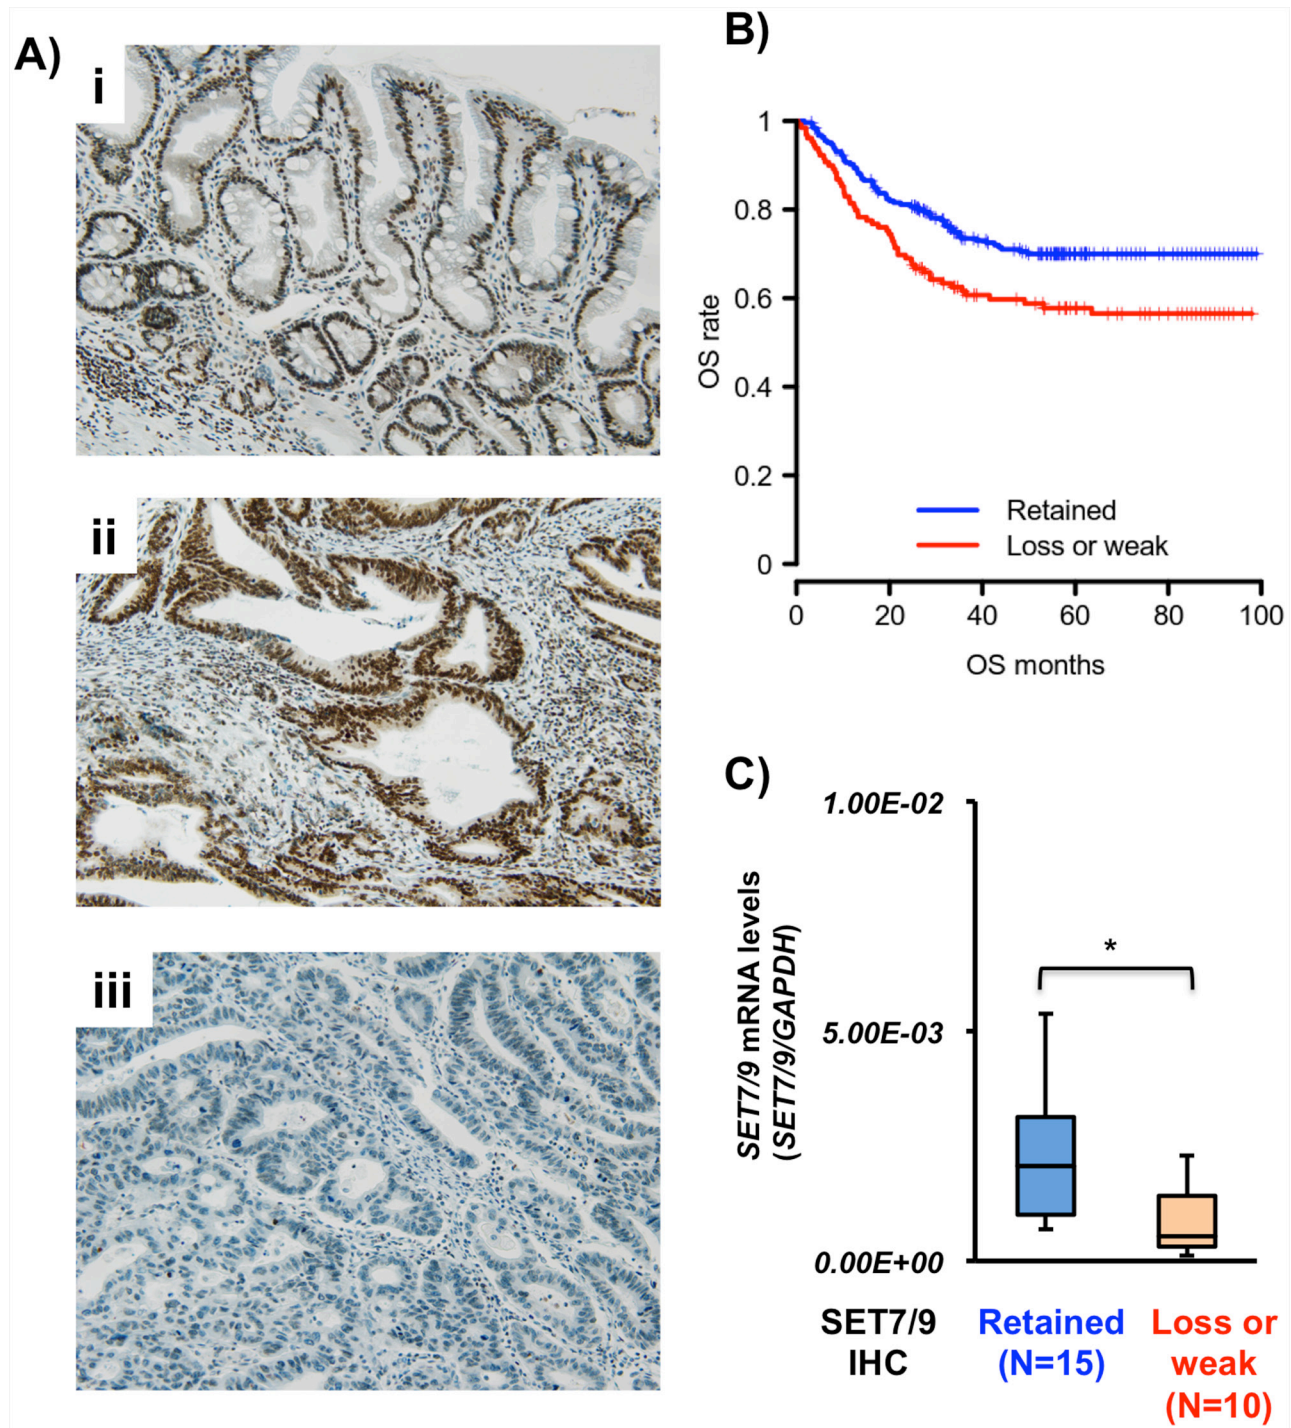 A)
i
ii
iii
B)
1
0.8
0.6
0.4
0.2
0
OS rate
Retained
Loss or weak
0 20 40 60 80 100
OS months
C)
1.00E-02
5.00E-03
0.00E+00
SET7/9 mRNA levels
(SET7/9/GAPDH)
*
SET7/9
IHC
Retained
(N=15)
Loss or
weak
(N=10)